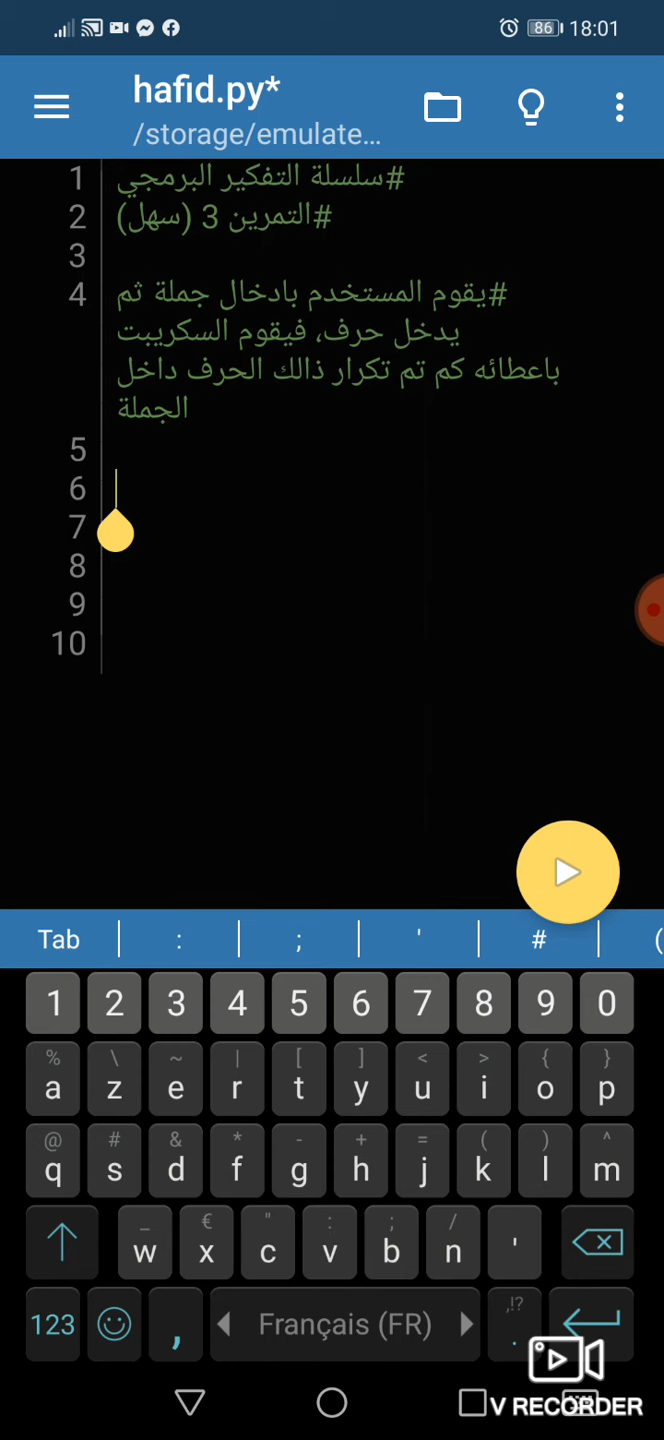 18:01
86
hafid.py*
/storage/emulate...
1 #سلسلة التفكير البرمجي
2 #التمرين 3 (سهل)
3
4 #يقوم المستخدم بادخال جملة ثم
يدخل حرف، فيقوم السكريبت
باعطائه كم تم تكرار ذالك الحرف داخل
الجملة
5
6
7
8
9
10
Tab : ; ' # (
1 2 3 4 5 6 7 8 9 0
% \ ~ | [ ] < > { }
a z e r t y u i o p
@ # & * - + = ( ) ^
q s d f g h j k l m
_ € " : ; /
w x c v b n '
,!?
123 , Français (FR) .
V RECORDER